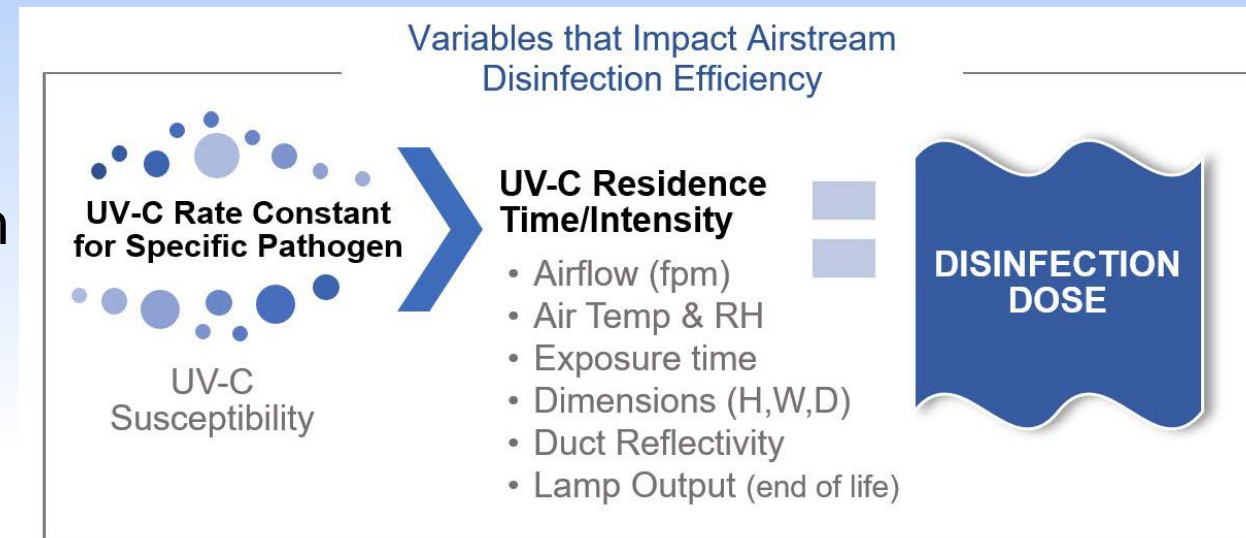 Variables that Impact Airstream
Disinfection Efficiency
UV-C Rate Constant
for Specific Pathogen
UV-C
Susceptibility
UV-C Residence
Time/Intensity
• Airflow (fpm)
• Air Temp & RH
• Exposure time
• Dimensions (H,W,D)
• Duct Reflectivity
• Lamp Output (end of life)
DISINFECTION
DOSE